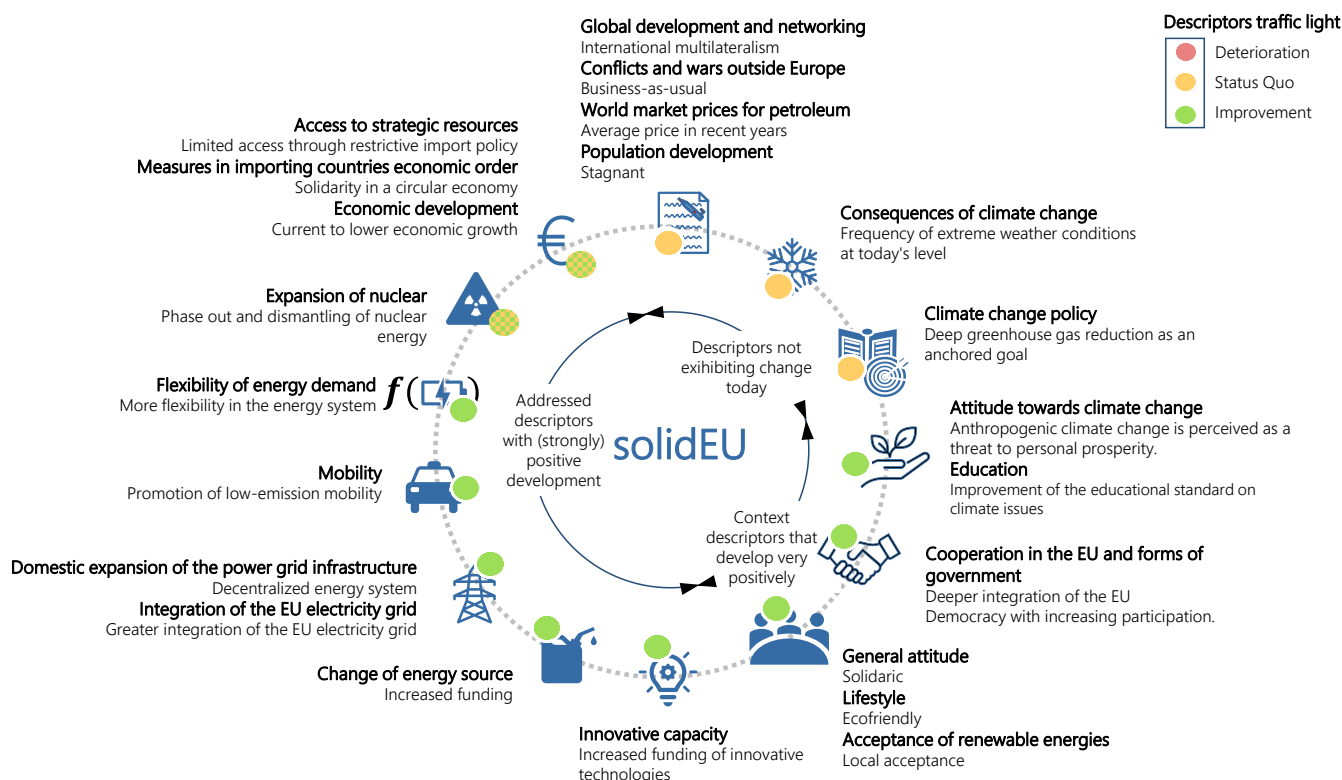 Global development and networking
International multilateralism
Conflicts and wars outside Europe
Business-as-usual
World market prices for petroleum
Average price in recent years
Population development
Stagnant
Descriptors traffic light
Deterioration
Status Quo
Improvement
Access to strategic resources
Limited access through restrictive import policy
Measures in importing countries economic order
Solidarity in a circular economy
Economic development
Current to lower economic growth
Consequences of climate change
Frequency of extreme weather conditions
at today's level
Expansion of nuclear
Phase out and dismantling of nuclear
energy
Climate change policy
Deep greenhouse gas reduction as an
anchored goal
Flexibility of energy demand
More flexibility in the energy system
f( )
Attitude towards climate change
Anthropogenic climate change is perceived as a
threat to personal prosperity.
Education
Improvement of the educational standard on
climate issues
Descriptors not
exihibiting change
today
Addressed
descriptors
with (strongly)
positive
development
solidEU
Context
descriptors that
develop very
positively
Mobility
Promotion of low-emission mobility
Cooperation in the EU and forms of
government
Deeper integration of the EU
Democracy with increasing participation.
Domestic expansion of the power grid infrastructure
Decentralized energy system
Integration of the EU electricity grid
Greater integration of the EU electricity grid
Change of energy source
Increased funding
Innovative capacity
Increased funding of innovative
technologies
General attitude
Solidaric
Lifestyle
Ecofriendly
Acceptance of renewable energies
Local acceptance